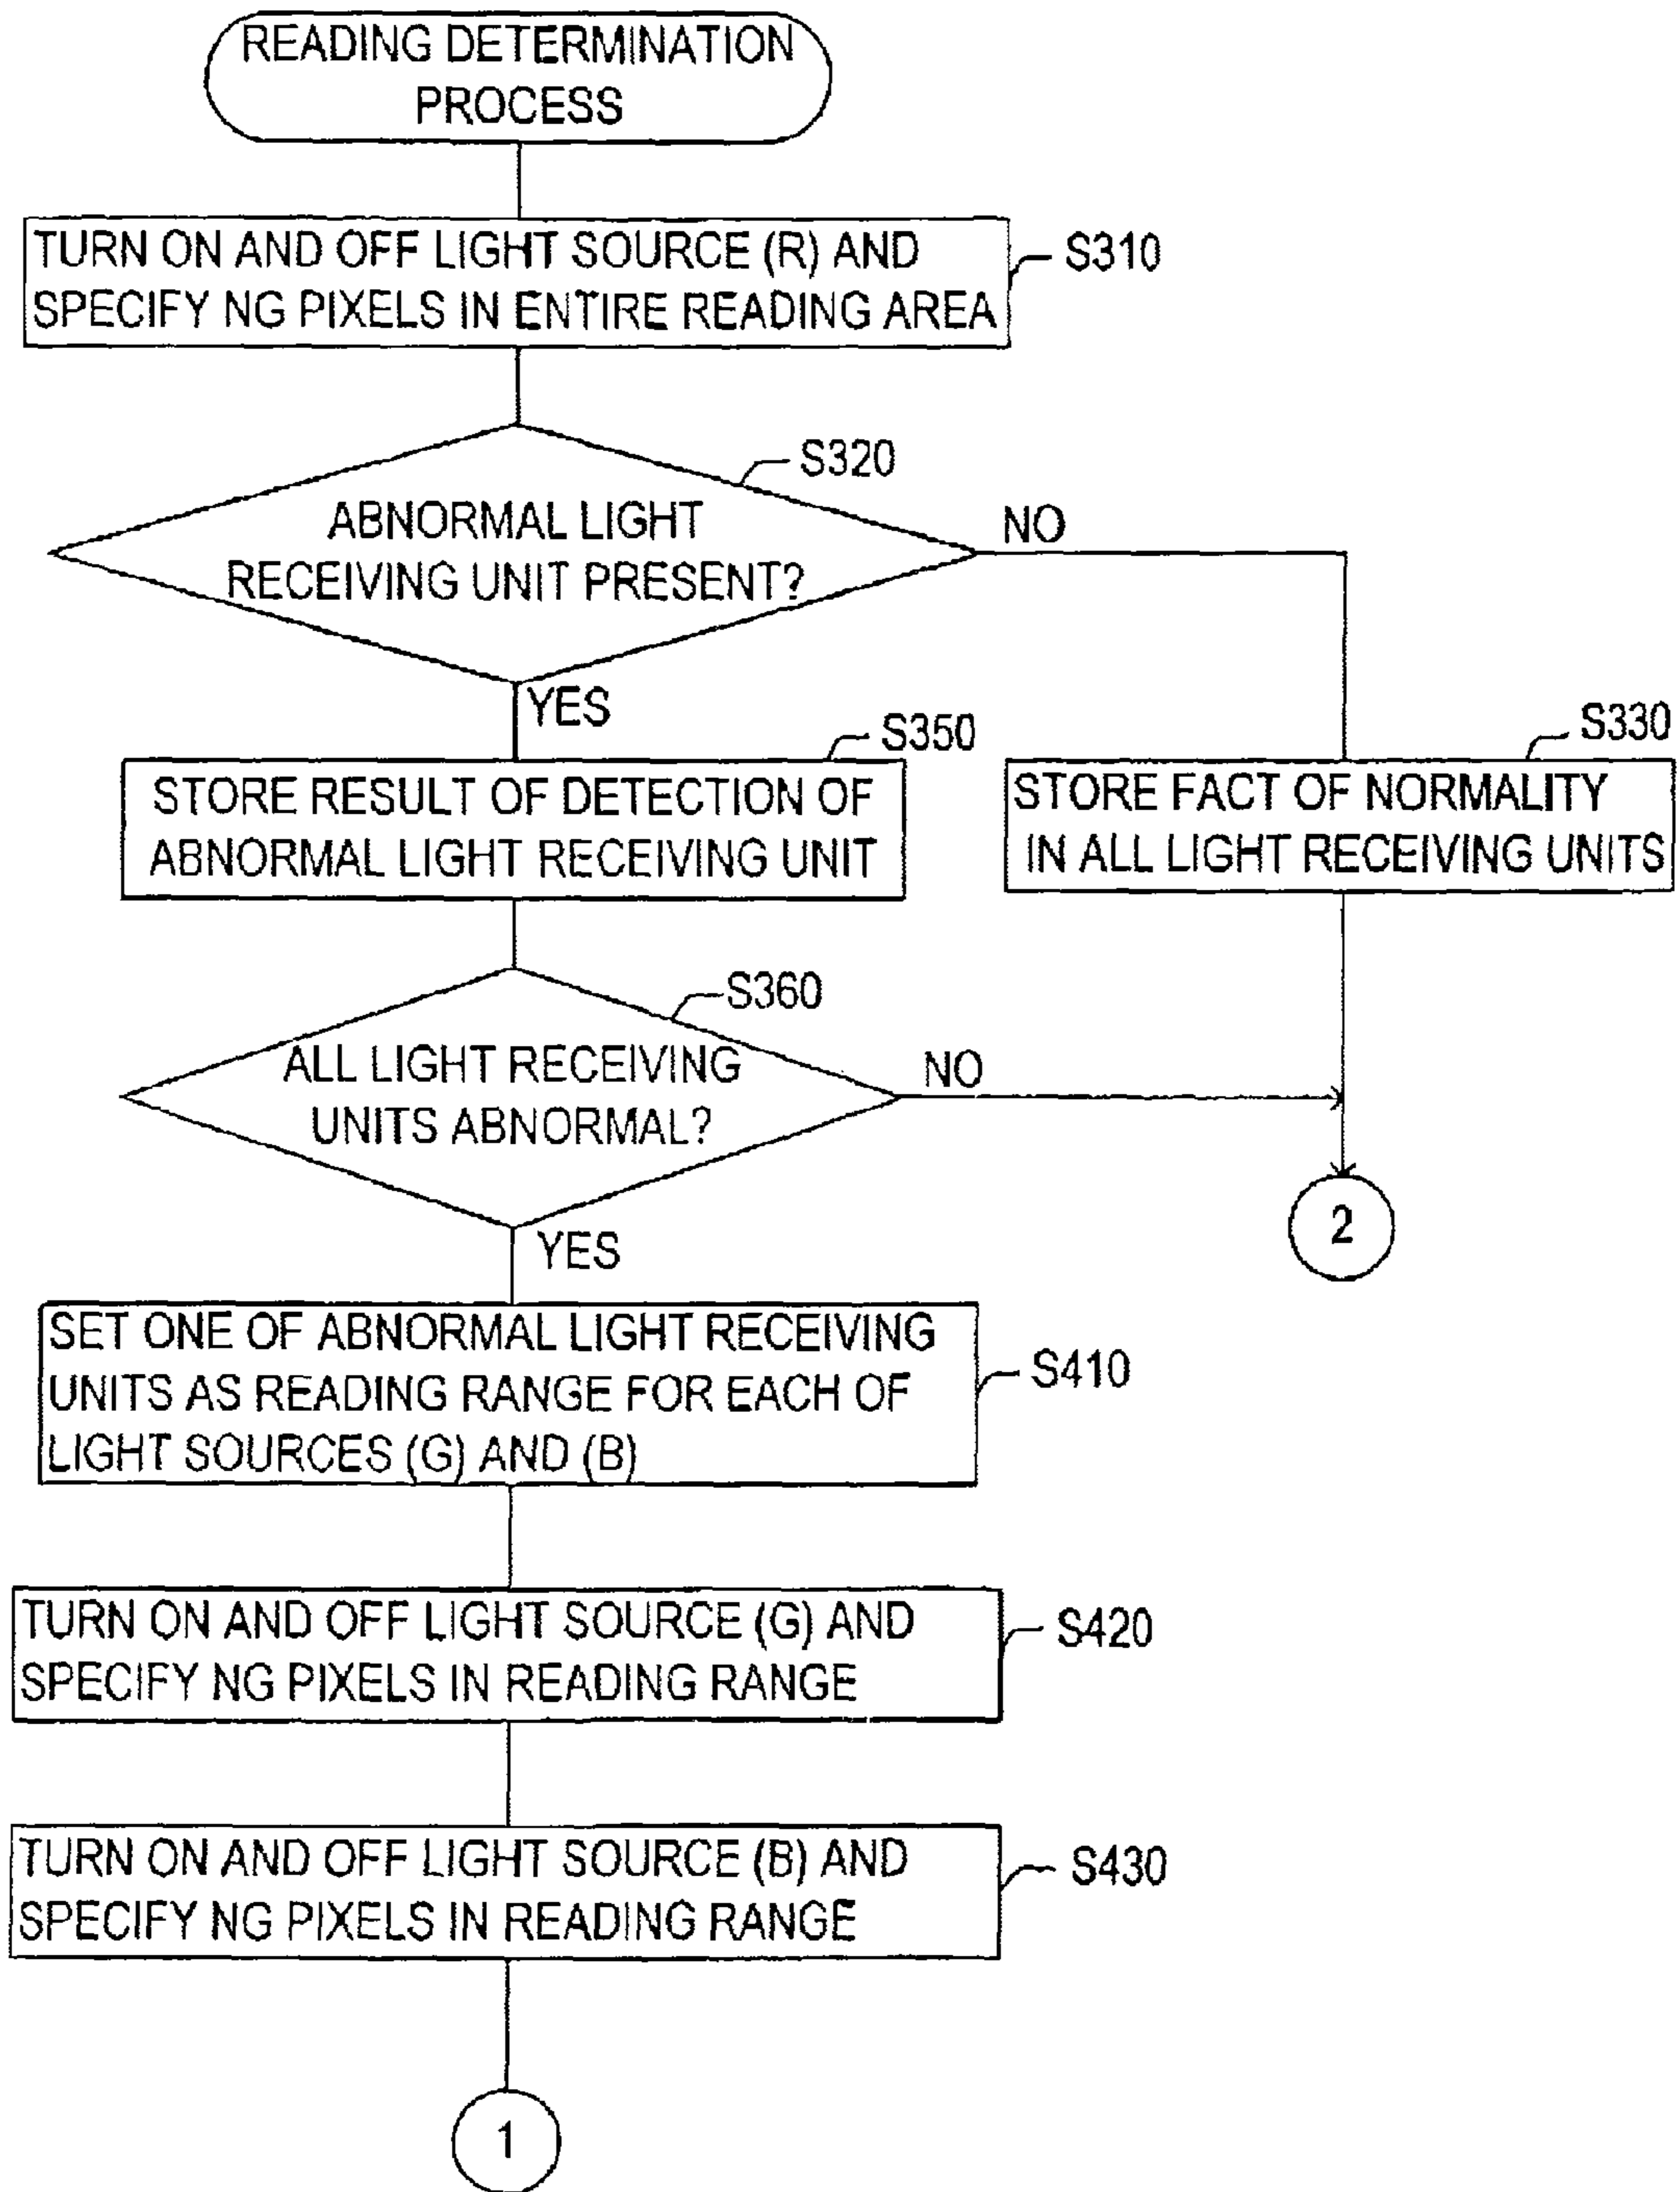 READING DETERMINATION
PROCESS
TURN ON AND OFF LIGHT SOURCE (R) AND
SPECIFY NG PIXELS IN ENTIRE READING AREA
S310
S320
ABNORMAL LIGHT
RECEIVING UNIT PRESENT?
NO
YES
S350
STORE RESULT OF DETECTION OF
ABNORMAL LIGHT RECEIVING UNIT
S330
STORE FACT OF NORMALITY
IN ALL LIGHT RECEIVING UNITS
S360
ALL LIGHT RECEIVING
UNITS ABNORMAL?
NO
YES
2
SET ONE OF ABNORMAL LIGHT RECEIVING
UNITS AS READING RANGE FOR EACH OF
LIGHT SOURCES (G) AND (B)
S410
TURN ON AND OFF LIGHT SOURCE (G) AND
SPECIFY NG PIXELS IN READING RANGE
S420
TURN ON AND OFF LIGHT SOURCE (B) AND
SPECIFY NG PIXELS IN READING RANGE
S430
1